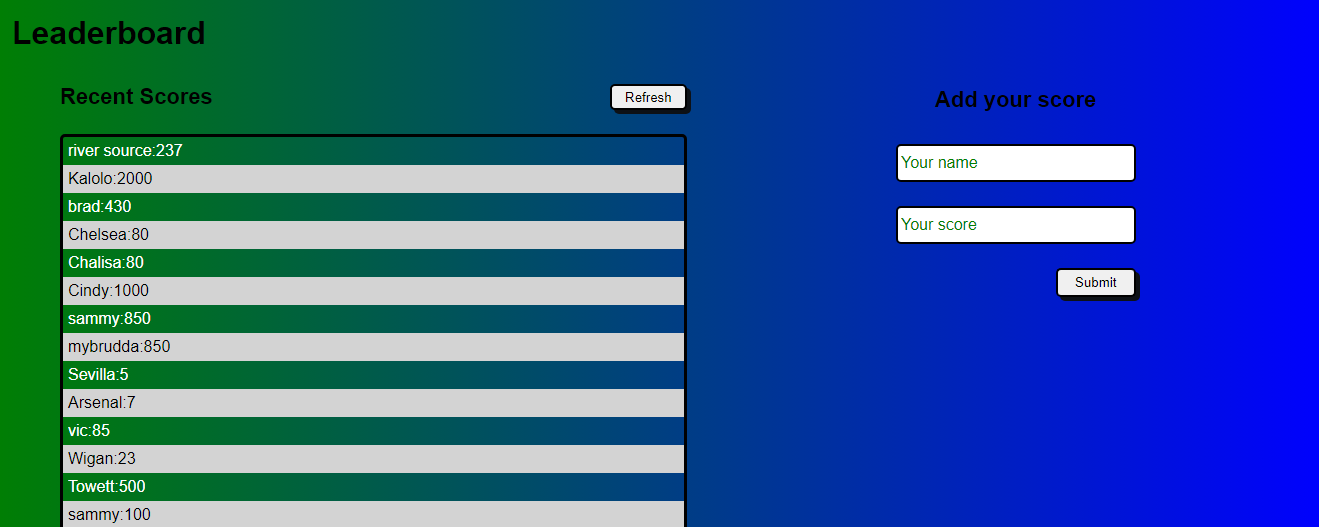 Leaderboard
Recent Scores
Refresh
river source:237
Kalolo:2000
brad:430
Chelsea:80
Chalisa:80
Cindy:1000
sammy:850
mybrudda:850
Sevilla:5
Arsenal:7
vic:85
Wigan:23
Towett:500
sammy:100
Add your score
Your name
Your score
Submit